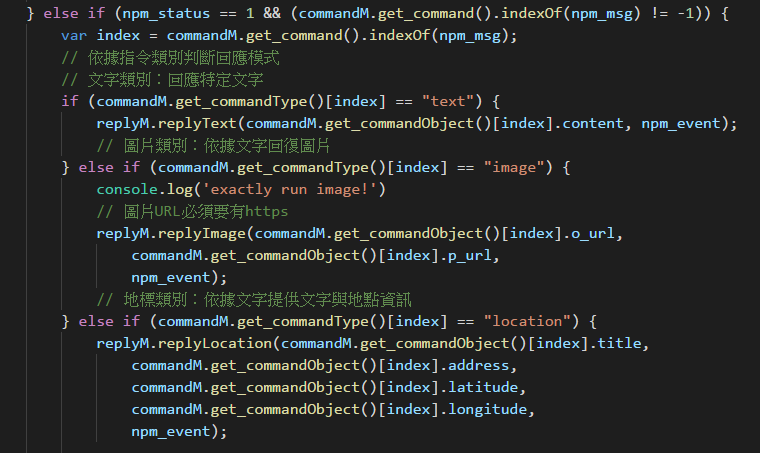 } else if (npm_status == 1 && (commandM.get_command().indexOf(npm_msg) != -1)) {
var index = commandM.get_command().indexOf(npm_msg);
// 依據指令類別判斷回應模式
// 文字類別：回應特定文字
if (commandM.get_commandType()[index] == "text") {
replyM.replyText(commandM.get_commandObject()[index].content, npm_event);
// 圖片類別：依據文字回復圖片
} else if (commandM.get_commandType()[index] == "image") {
console.log('exactly run image!')
// 圖片URL必須要有https
replyM.replyImage(commandM.get_commandObject()[index].o_url,
commandM.get_commandObject()[index].p_url,
npm_event);
// 地標類別：依據文字提供文字與地點資訊
} else if (commandM.get_commandType()[index] == "location") {
replyM.replyLocation(commandM.get_commandObject()[index].title,
commandM.get_commandObject()[index].address,
commandM.get_commandObject()[index].latitude,
commandM.get_commandObject()[index].longitude,
npm_event);